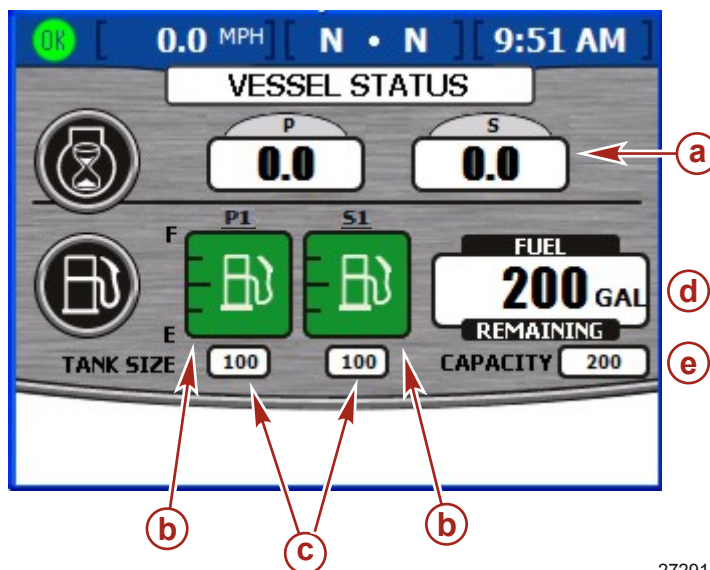 OK [ 0.0 MPH ] [ N • N ] [ 9:51 AM ]
VESSEL STATUS
P S
0.0 0.0 a
P1 S1
F FUEL
200 GAL d
E REMAINING
TANK SIZE 100 100 CAPACITY 200 e
b b
c
27291